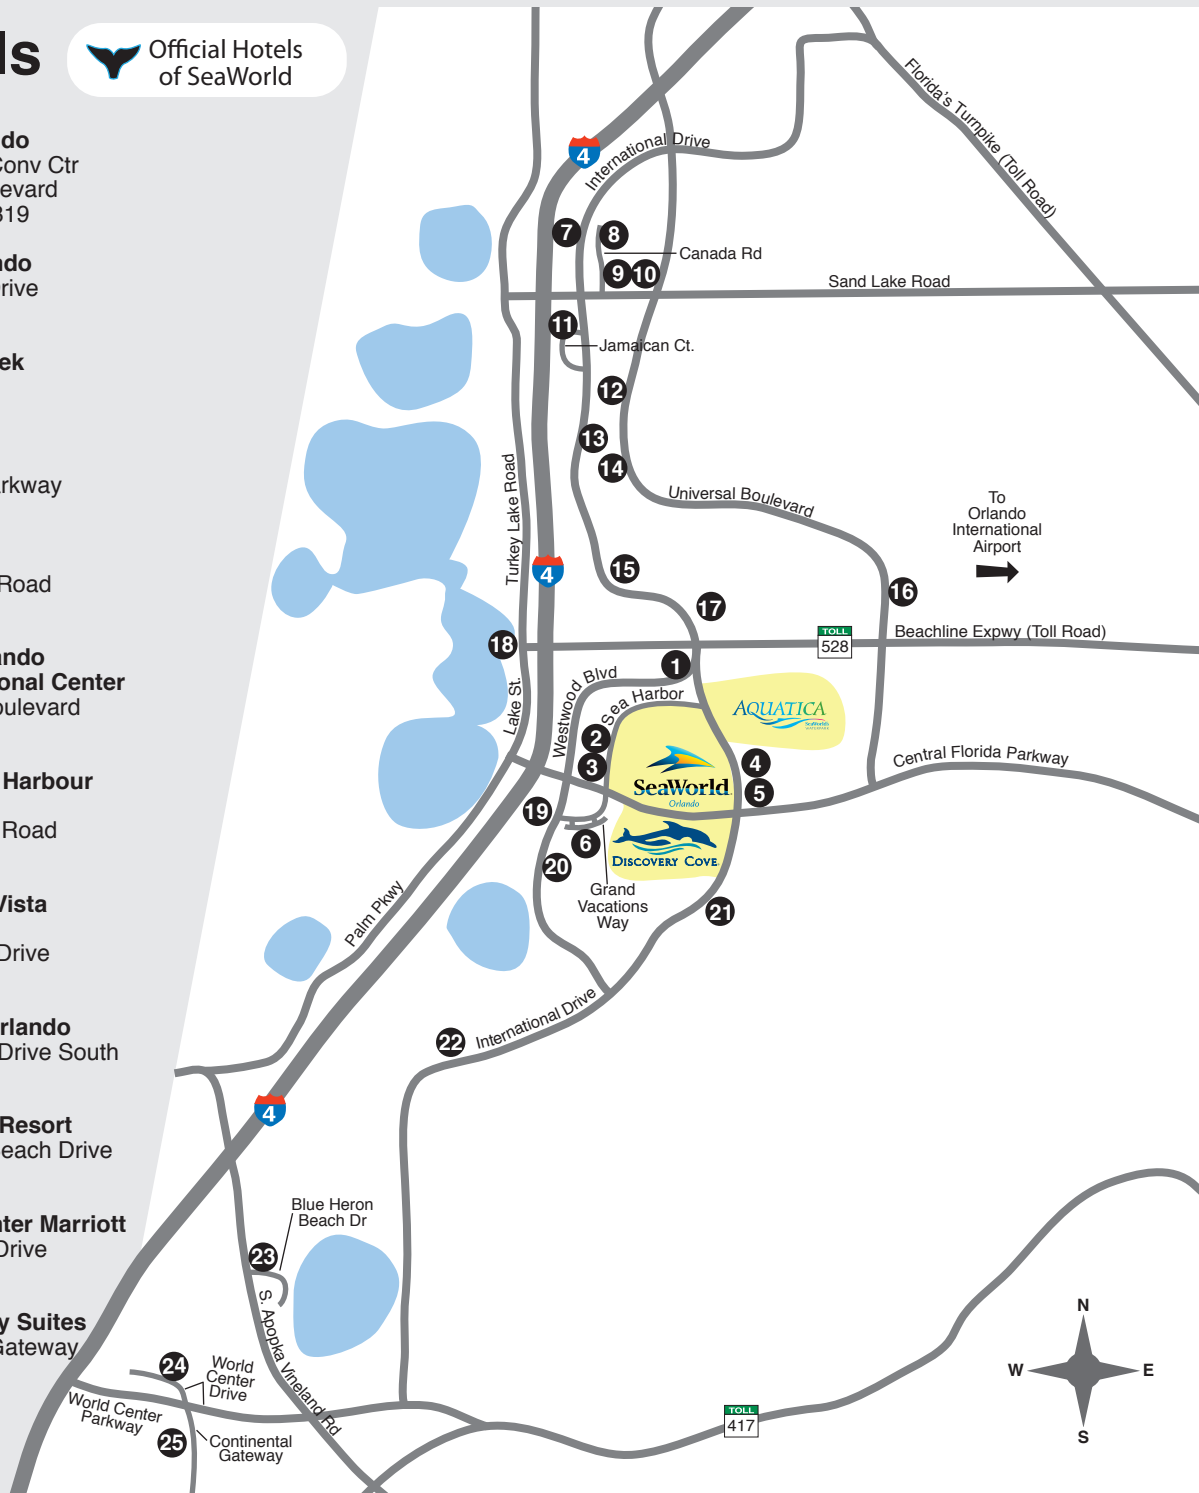 ls
Official Hotels
of SeaWorld
do
Conv Ctr
evard
319
ndo
Drive
ek
arkway
Road
ando
onal Center
oulevard
Harbour
Road
Vista
Drive
rlando
Drive South
Resort
each Drive
nter Marriott
Drive
y Suites
Gateway
Florida's Turnpike (Toll Road)
4
International Drive
7
8
Canada Rd
9
10
Sand Lake Road
11
Jamaican Ct.
12
13
14
Turkey Lake Road
Universal Boulevard
To
Orlando
International
Airport
4
15
16
17
TOLL
528
Beachline Expwy (Toll Road)
18
1
Lake St.
Westwood Blvd
Sea Harbor
AQUATICA
SeaWorld's
WATERPARK
2
3
4
5
SeaWorld
Orlando
Central Florida Parkway
19
6
20
DISCOVERY COVE
Grand
Vacations
Way
21
Palm Pkwy
International Drive
22
4
Blue Heron
Beach Dr
23
S. Apopka Vineland Rd
24
World
Center
Drive
World Center
Parkway
25
Continental
Gateway
TOLL
417
N
W
E
S